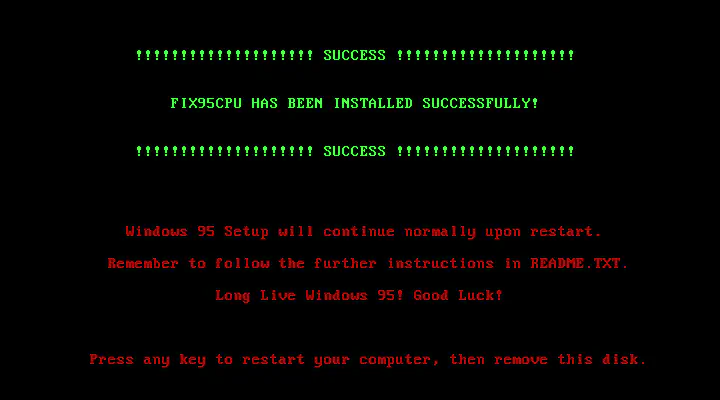 !!!!!!!!!!!!!!!!!!!! SUCCESS !!!!!!!!!!!!!!!!!!!!
FIX95CPU HAS BEEN INSTALLED SUCCESSFULLY!
!!!!!!!!!!!!!!!!!!!! SUCCESS !!!!!!!!!!!!!!!!!!!!
Windows 95 Setup will continue normally upon restart.
Remember to follow the further instructions in README.TXT.
Long Live Windows 95! Good Luck!
Press any key to restart your computer, then remove this disk.